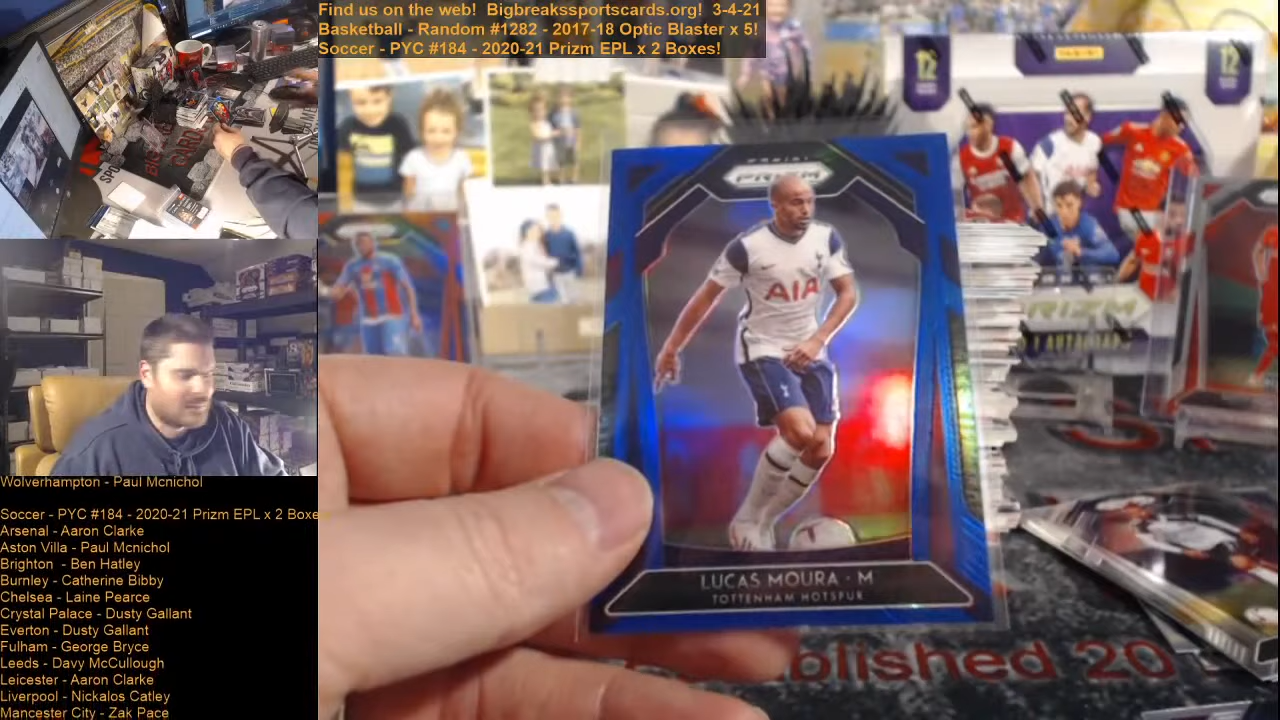 Find us on the web! Bigbreakssportscards.org! 3-4-21
Basketball - Random #1282 - 2017-18 Optic Blaster x 5!
Soccer - PYC #184 - 2020-21 Prizm EPL x 2 Boxes!
PRIZM
AIA
LUCAS MOURA · M
TOTTENHAM HOTSPUR
PRIZM
Established 20
Wolverhampton - Paul Mcnichol
Soccer - PYC #184 - 2020-21 Prizm EPL x 2 Boxe
Arsenal - Aaron Clarke
Aston Villa - Paul Mcnichol
Brighton - Ben Hatley
Burnley - Catherine Bibby
Chelsea - Laine Pearce
Crystal Palace - Dusty Gallant
Everton - Dusty Gallant
Fulham - George Bryce
Leeds - Davy McCullough
Leicester - Aaron Clarke
Liverpool - Nickalos Catley
Mancester City - Zak Pace